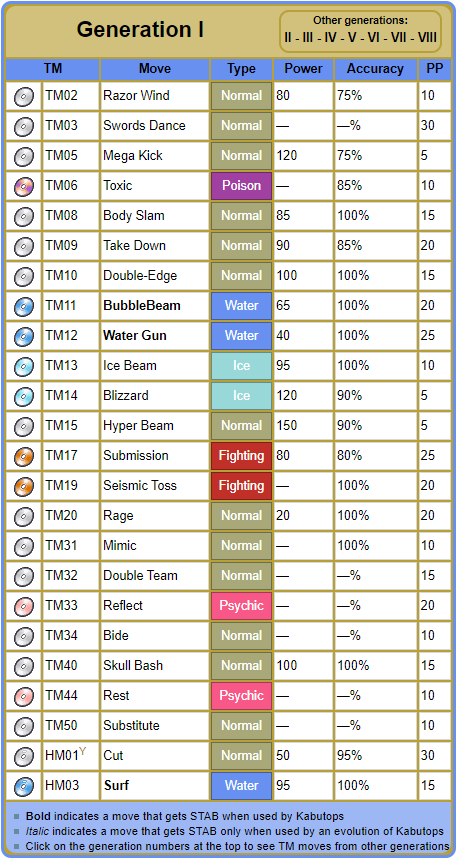 Generation I
Other generations:
II - III - IV - V - VI - VII - VIII
TM Move Type Power Accuracy PP
TM02 Razor Wind Normal 80 75% 10
TM03 Swords Dance Normal — —% 30
TM05 Mega Kick Normal 120 75% 5
TM06 Toxic Poison — 85% 10
TM08 Body Slam Normal 85 100% 15
TM09 Take Down Normal 90 85% 20
TM10 Double-Edge Normal 100 100% 15
TM11 BubbleBeam Water 65 100% 20
TM12 Water Gun Water 40 100% 25
TM13 Ice Beam Ice 95 100% 10
TM14 Blizzard Ice 120 90% 5
TM15 Hyper Beam Normal 150 90% 5
TM17 Submission Fighting 80 80% 25
TM19 Seismic Toss Fighting — 100% 20
TM20 Rage Normal 20 100% 20
TM31 Mimic Normal — 100% 10
TM32 Double Team Normal — —% 15
TM33 Reflect Psychic — —% 20
TM34 Bide Normal — —% 10
TM40 Skull Bash Normal 100 100% 15
TM44 Rest Psychic — —% 10
TM50 Substitute Normal — —% 10
HM01Y Cut Normal 50 95% 30
HM03 Surf Water 95 100% 15
Bold indicates a move that gets STAB when used by Kabutops
Italic indicates a move that gets STAB only when used by an evolution of Kabutops
Click on the generation numbers at the top to see TM moves from other generations